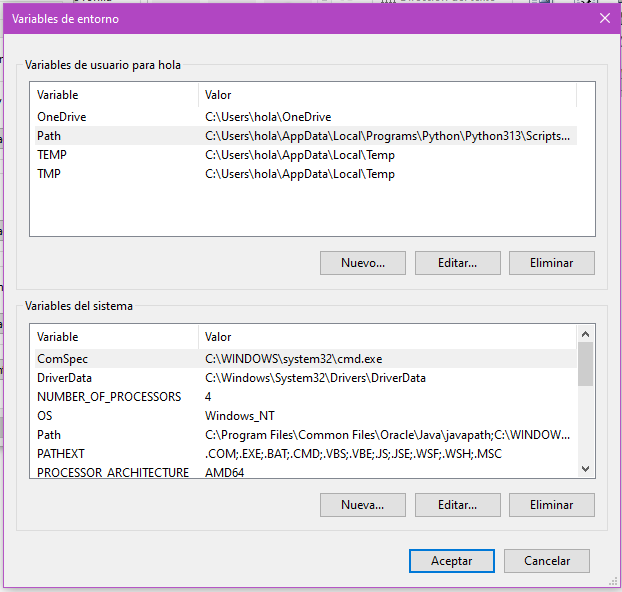 Variables de entorno
Variables de usuario para hola
Variable Valor
OneDrive C:\Users\hola\OneDrive
Path C:\Users\hola\AppData\Local\Programs\Python\Python313\Scripts...
TEMP C:\Users\hola\AppData\Local\Temp
TMP C:\Users\hola\AppData\Local\Temp
Nuevo... Editar... Eliminar
Variables del sistema
Variable Valor
ComSpec C:\WINDOWS\system32\cmd.exe
DriverData C:\Windows\System32\Drivers\DriverData
NUMBER_OF_PROCESSORS 4
OS Windows_NT
Path C:\Program Files\Common Files\Oracle\Java\javapath;C:\WINDOW...
PATHEXT .COM;.EXE;.BAT;.CMD;.VBS;.VBE;.JS;.JSE;.WSF;.WSH;.MSC
PROCESSOR_ARCHITECTURE AMD64
Nueva... Editar... Eliminar
Aceptar Cancelar